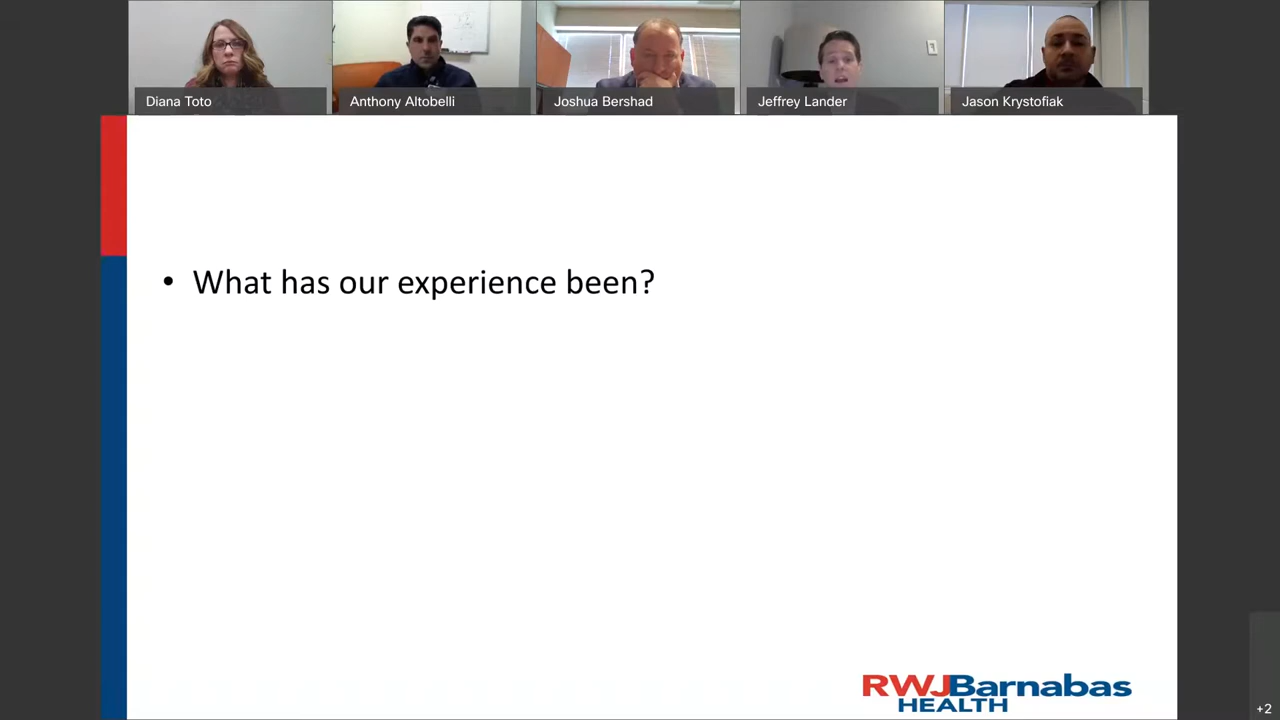 Diana Toto
Anthony Altobelli
Joshua Bershad
Jeffrey Lander
Jason Krystofiak
• What has our experience been?
RWJBarnabas
HEALTH
+2